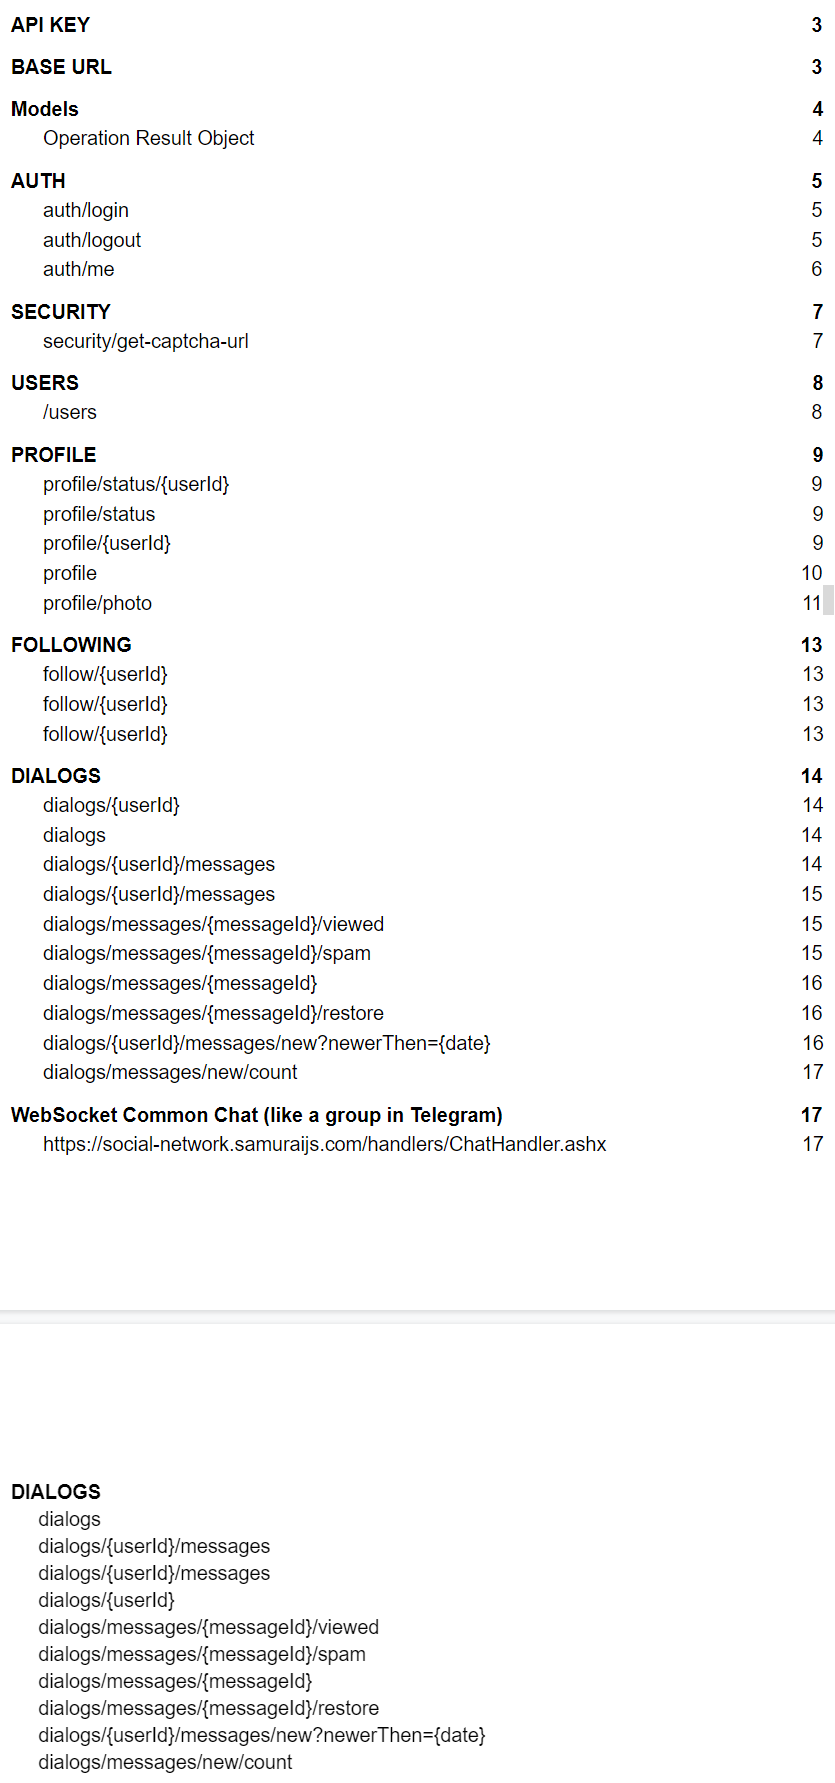 API KEY 3
BASE URL 3
Models 4
Operation Result Object 4
AUTH 5
auth/login 5
auth/logout 5
auth/me 6
SECURITY 7
security/get-captcha-url 7
USERS 8
/users 8
PROFILE 9
profile/status/{userId} 9
profile/status 9
profile/{userId} 9
profile 10
profile/photo 11
FOLLOWING 13
follow/{userId} 13
follow/{userId} 13
follow/{userId} 13
DIALOGS 14
dialogs/{userId} 14
dialogs 14
dialogs/{userId}/messages 14
dialogs/{userId}/messages 15
dialogs/messages/{messageId}/viewed 15
dialogs/messages/{messageId}/spam 15
dialogs/messages/{messageId} 16
dialogs/messages/{messageId}/restore 16
dialogs/{userId}/messages/new?newerThen={date} 16
dialogs/messages/new/count 17
WebSocket Common Chat (like a group in Telegram) 17
https://social-network.samuraijs.com/handlers/ChatHandler.ashx 17
DIALOGS
dialogs
dialogs/{userId}/messages
dialogs/{userId}/messages
dialogs/{userId}
dialogs/messages/{messageId}/viewed
dialogs/messages/{messageId}/spam
dialogs/messages/{messageId}
dialogs/messages/{messageId}/restore
dialogs/{userId}/messages/new?newerThen={date}
dialogs/messages/new/count